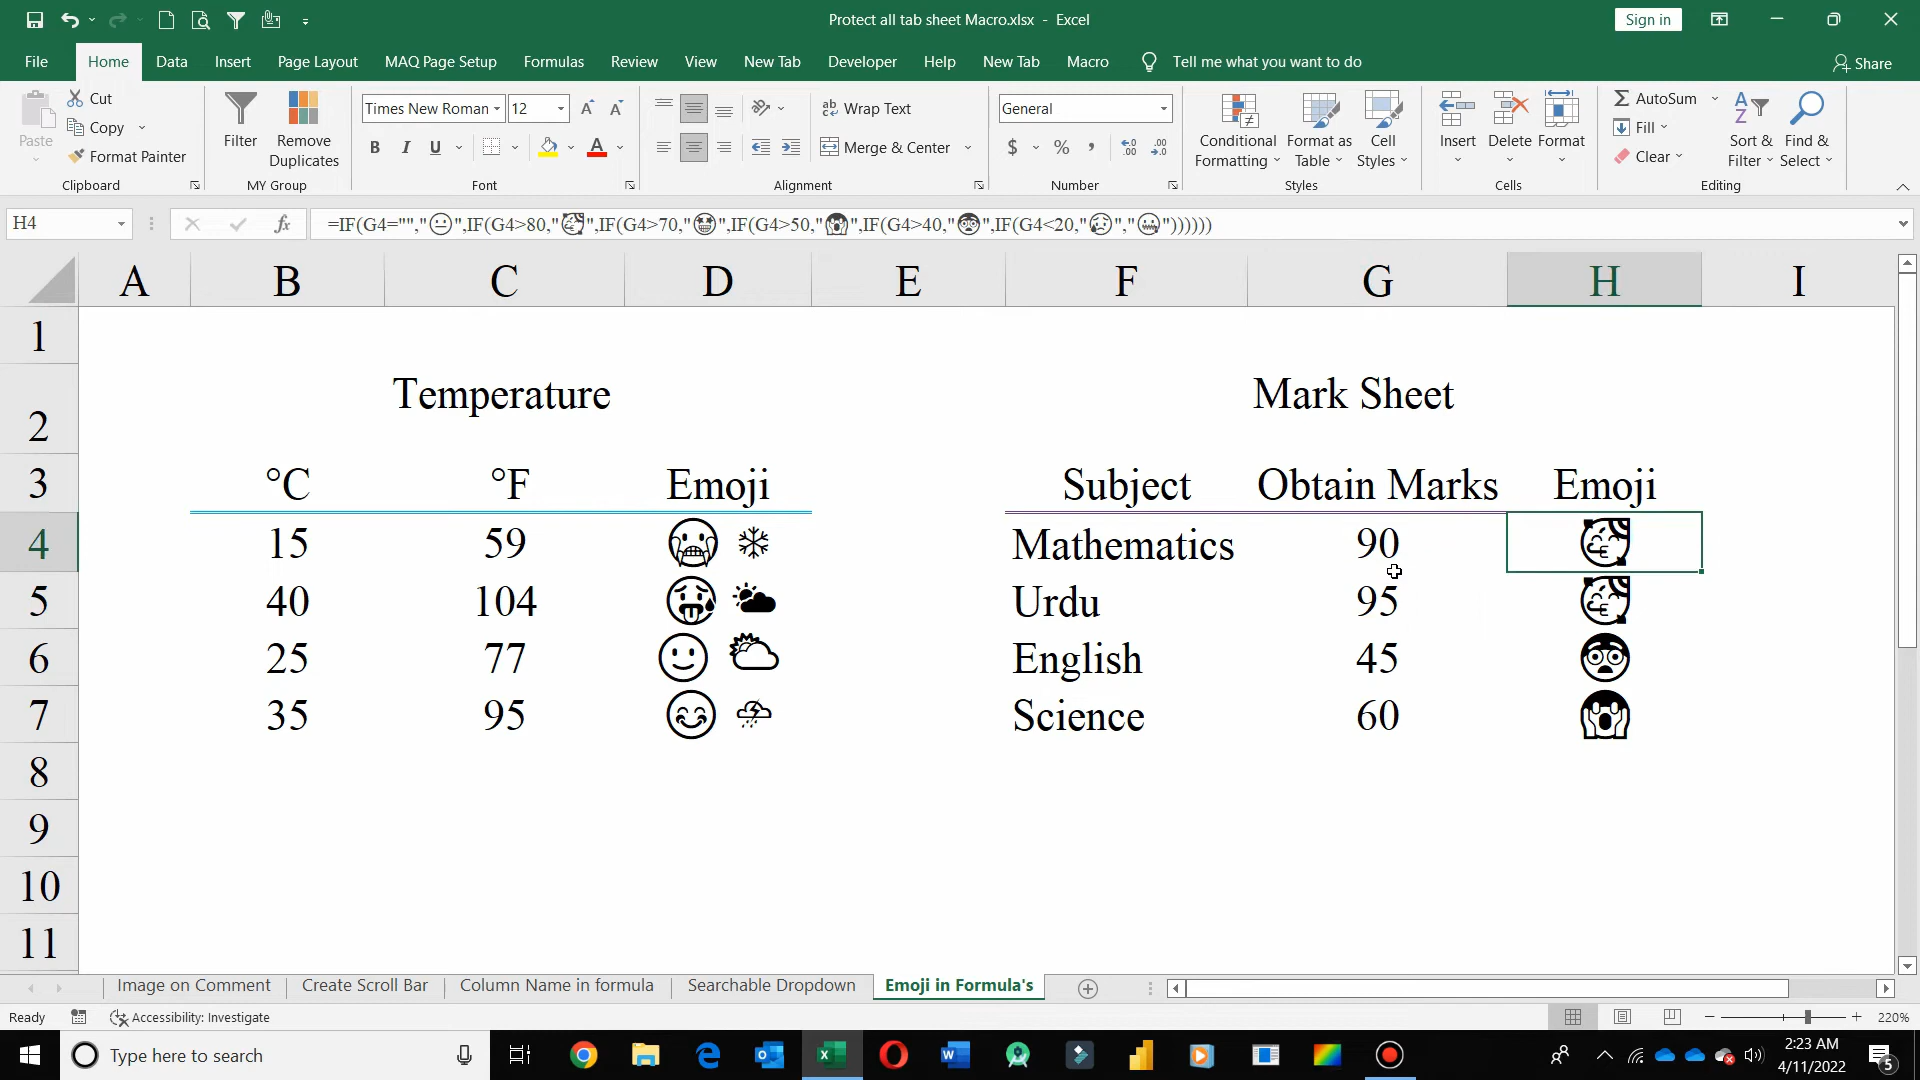 Protect all tab sheet Macro.xlsx - Excel
Sign in
File Home Data Insert Page Layout MAQ Page Setup Formulas Review View New Tab Developer Help New Tab Macro Tell me what you want to do Share
Paste
Cut
Copy
Format Painter
Clipboard
Filter
Remove Duplicates
MY Group
Times New Roman 12
B I U
Font
Wrap Text
Merge & Center
Alignment
General
$ % ,
Number
Conditional Formatting
Format as Table
Cell Styles
Styles
Insert Delete Format
Cells
AutoSum
Fill
Clear
Sort & Filter
Find & Select
Editing
H4 fx =IF(G4="","😐",IF(G4>80,"🥳",IF(G4>70,"🤩",IF(G4>50,"😱",IF(G4>40,"😨",IF(G4<20,"😥","🤐"))))))
A B C D E F G H I
1
2 Temperature Mark Sheet
3 °C °F Emoji Subject Obtain Marks Emoji
4 15 59 Mathematics 90
5 40 104 Urdu 95
6 25 77 English 45
7 35 95 Science 60
8
9
10
11
Image on Comment Create Scroll Bar Column Name in formula Searchable Dropdown Emoji in Formula's
Ready Accessibility: Investigate 220%
Type here to search
2:23 AM
4/11/2022
5